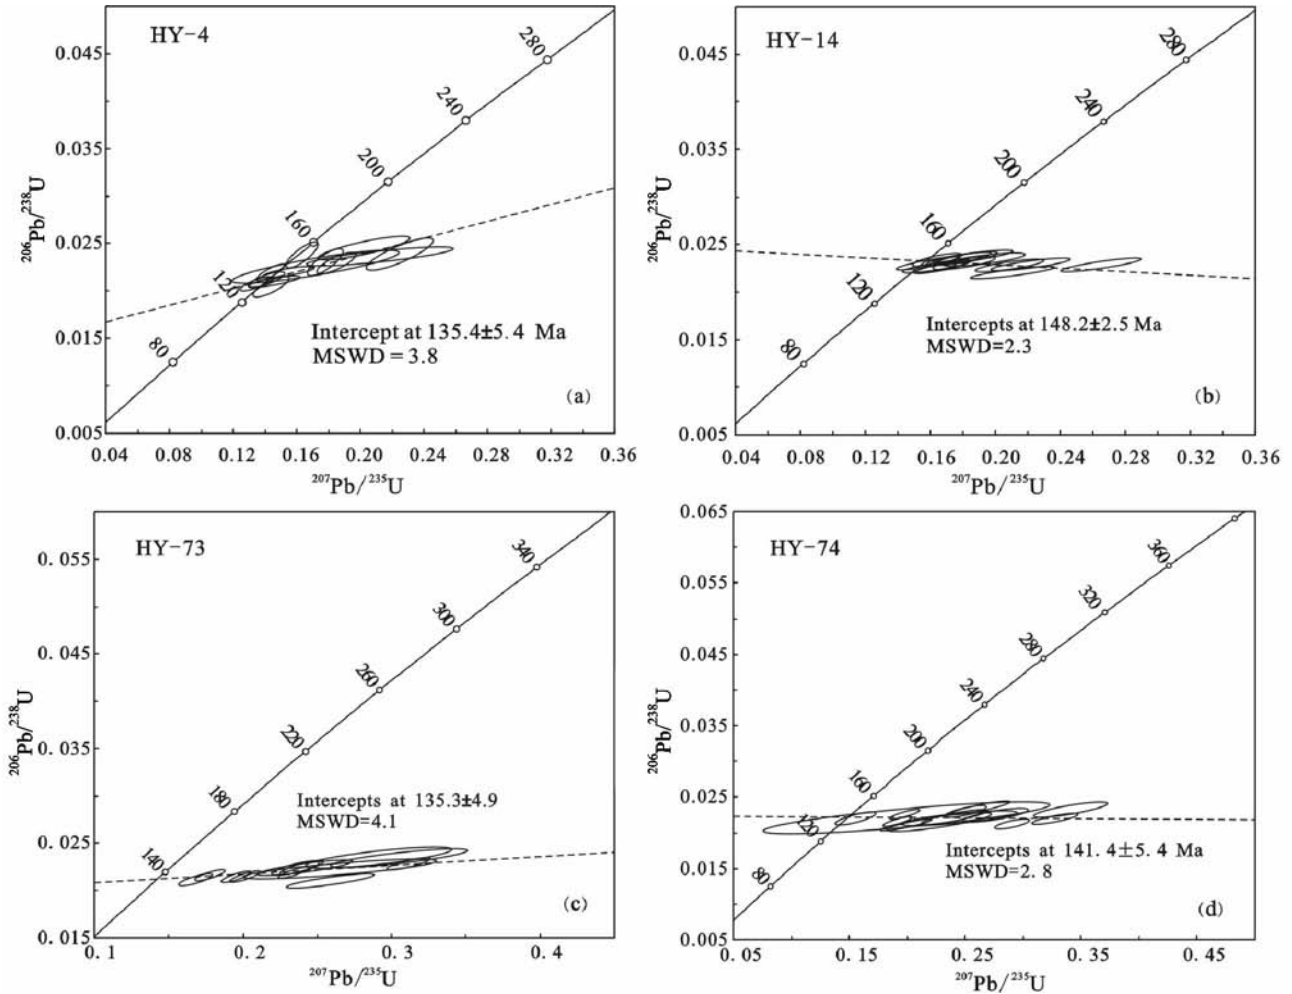 HY-4
280
240
200
160
120
80
Intercept at 135.4±5.4 Ma
MSWD=3.8
(a)
0.045
0.035
0.025
0.015
0.005
206Pb/238U
0.04 0.08 0.12 0.16 0.20 0.24 0.28 0.32 0.36
207Pb/235U
HY-14
280
240
200
160
120
80
Intercepts at 148.2±2.5 Ma
MSWD=2.3
(b)
0.045
0.035
0.025
0.015
0.005
206Pb/238U
0.04 0.08 0.12 0.16 0.20 0.24 0.28 0.32 0.36
207Pb/235U
HY-73
340
300
260
220
180
140
Intercepts at 135.3±4.9
MSWD=4.1
(c)
0.055
0.045
0.035
0.025
0.015
206Pb/238U
0.1 0.2 0.3 0.4
207Pb/235U
HY-74
360
320
280
240
200
160
120
80
Intercepts at 141.4±5.4 Ma
MSWD=2.8
(d)
0.065
0.055
0.045
0.035
0.025
0.015
0.005
206Pb/238U
0.05 0.15 0.25 0.35 0.45
207Pb/235U